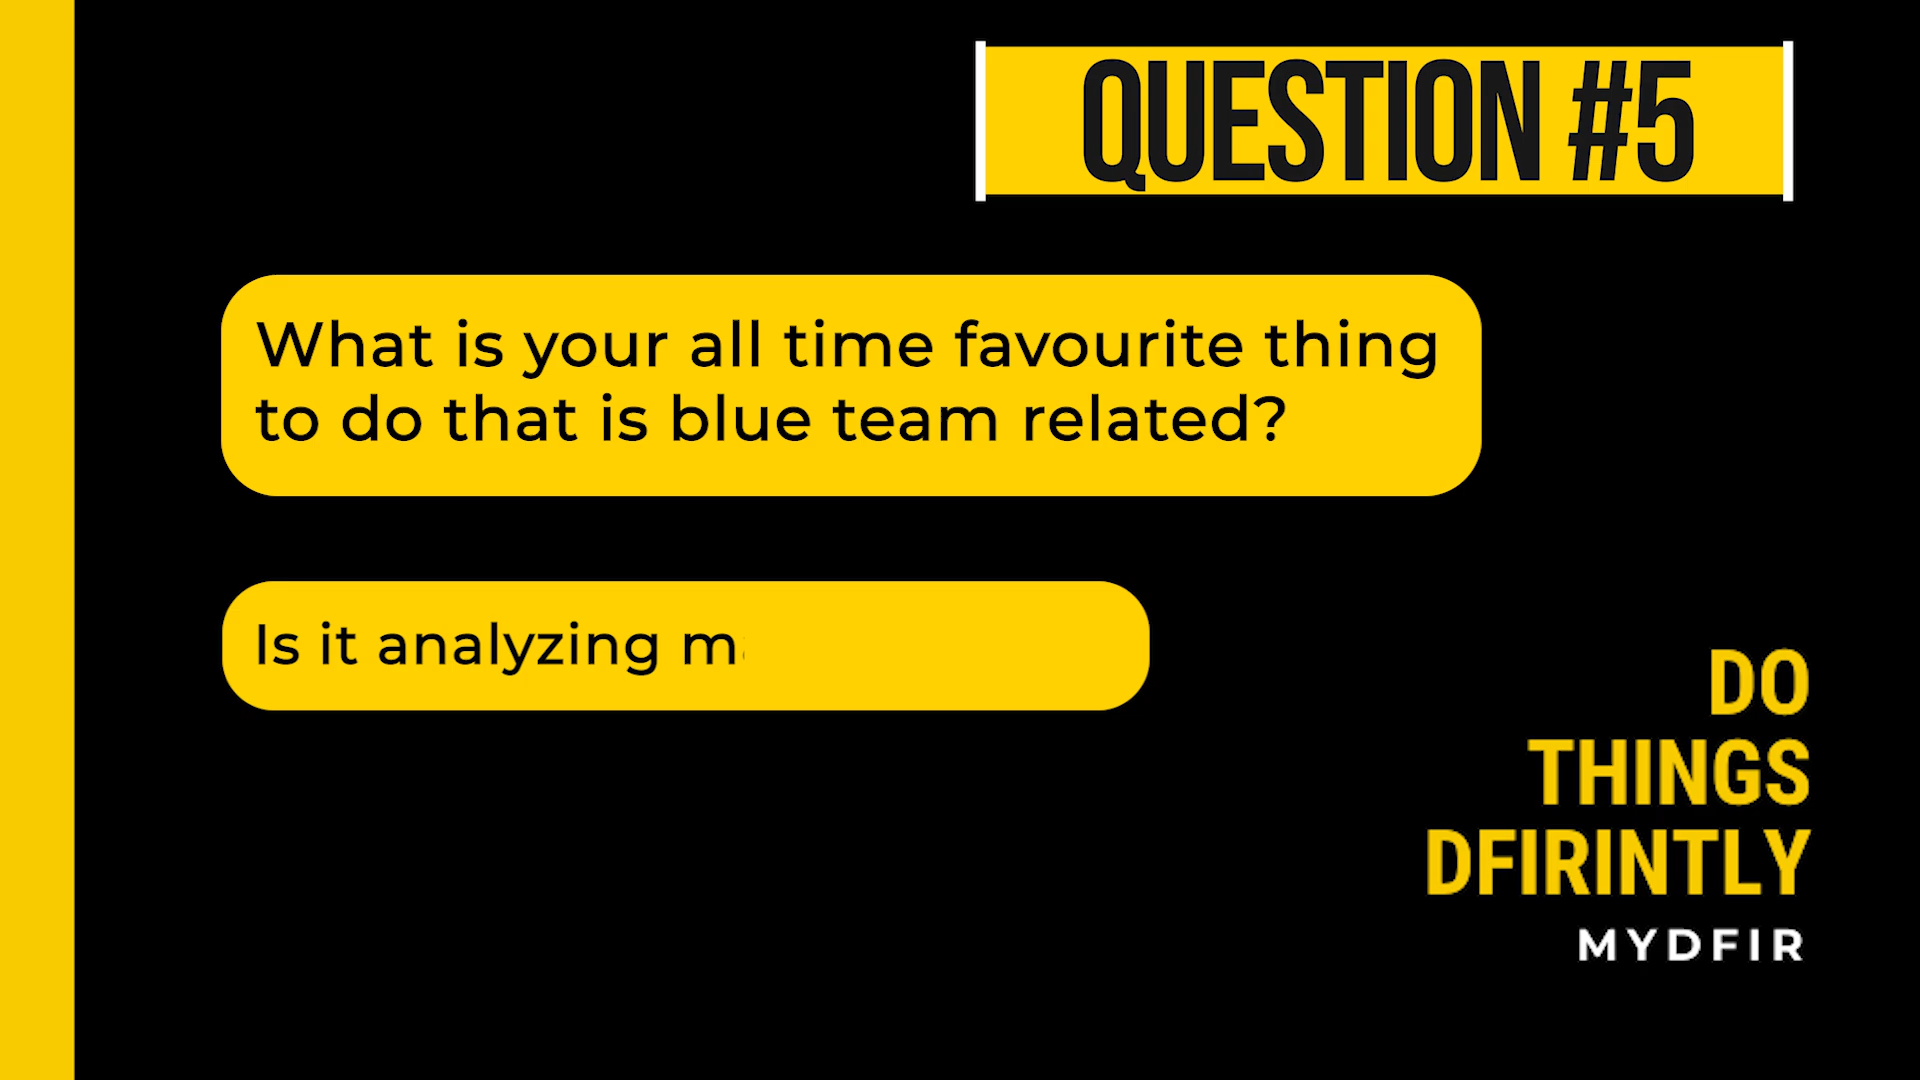 QUESTION #5
What is your all time favourite thing
to do that is blue team related?
Is it analyzing
DO
THINGS
DFIRINTLY
MYDFIR